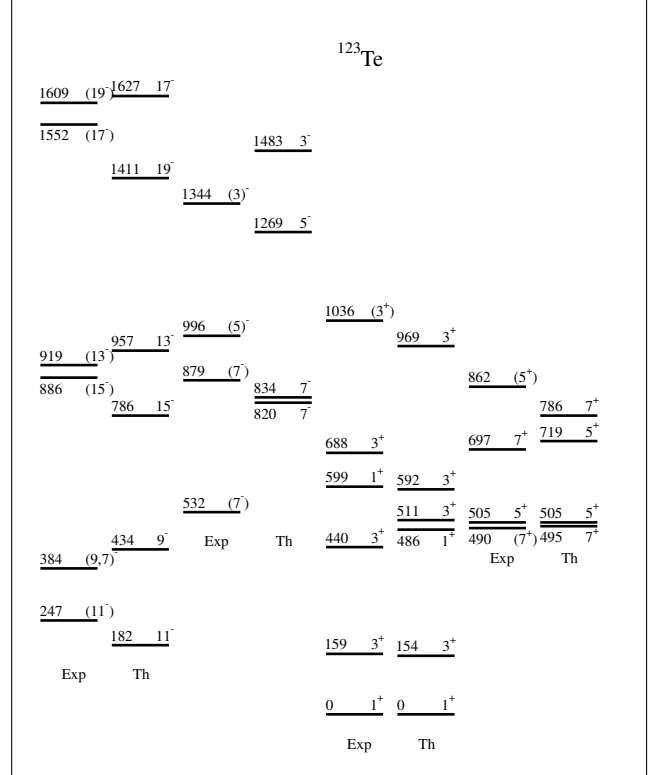 ¹²³Te
1609 (19⁻) 1627 17⁻
1552 (17⁻)
1483 3⁻
1411 19⁻
1344 (3)⁻
1269 5⁻
1036 (3⁺)
996 (5)⁻
957 13⁻ 969 3⁺
919 (13⁻)
879 (7⁻) 862 (5⁺)
886 (15⁻) 834 7⁻
786 15⁻ 820 7⁻ 786 7⁺
719 5⁺
688 3⁺ 697 7⁺
599 1⁺ 592 3⁺
532 (7⁻) 511 3⁺ 505 5⁺ 505 5⁺
434 9⁻ Exp Th 440 3⁺ 486 1⁺ 490 (7⁺) 495 7⁺
384 (9,7)⁻ Exp Th
247 (11⁻)
182 11⁻
159 3⁺ 154 3⁺
Exp Th
0 1⁺ 0 1⁺
Exp Th